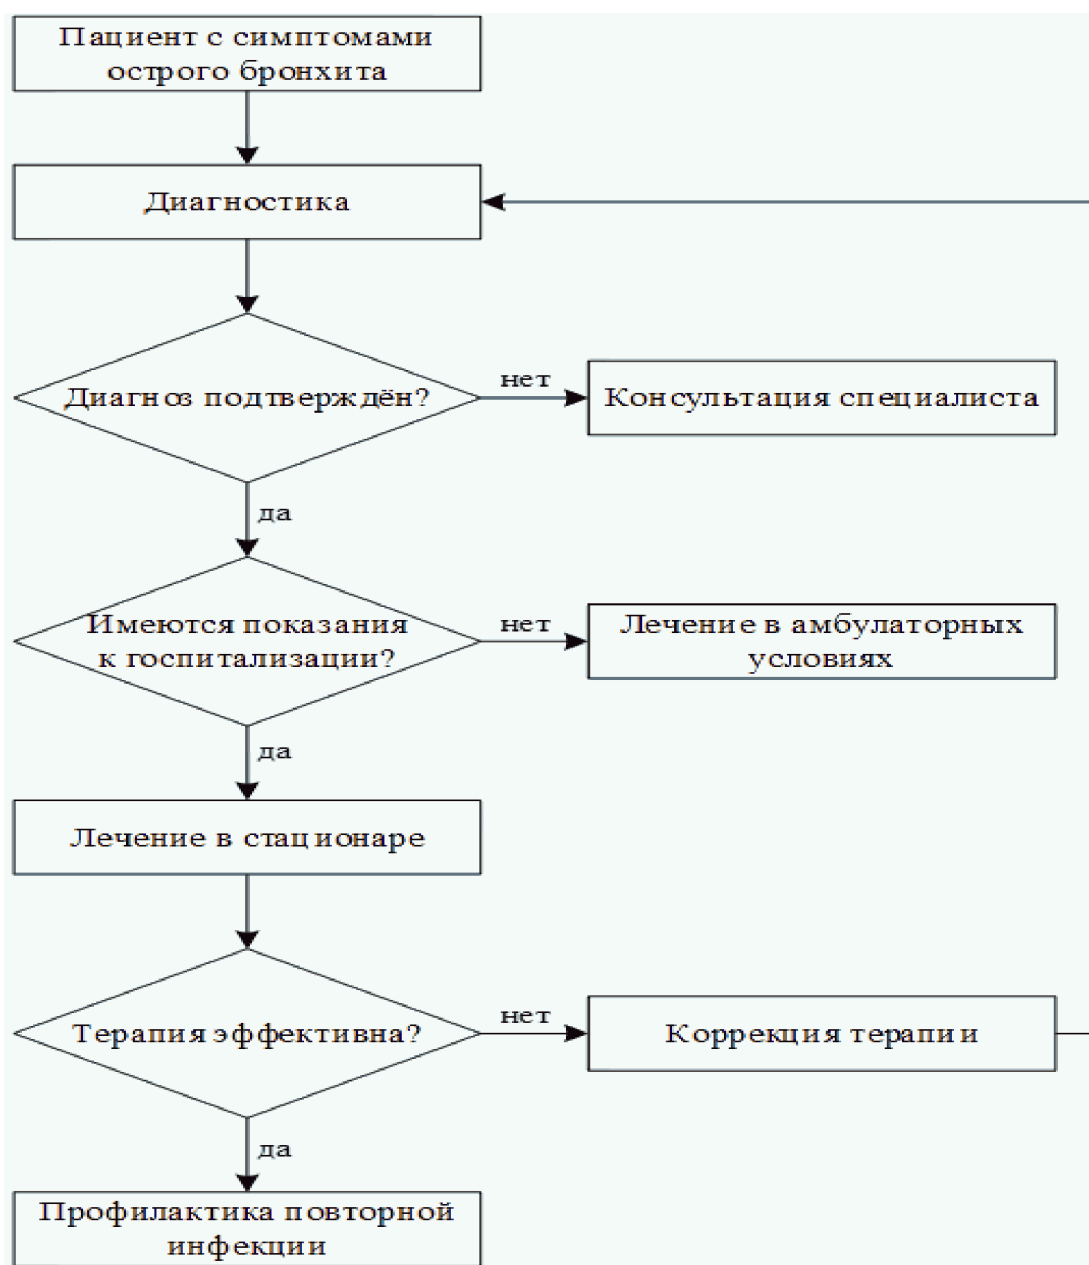 Пациент с симптомами
острого бронхита
Диагностика
Диагноз подтверждён?
нет
Консультация специалиста
да
Имеются показания
к госпитализации?
нет
Лечение в амбулаторных
условиях
да
Лечение в стационаре
Терапия эффективна?
нет
Коррекция терапии
да
Профилактика повторной
инфекции